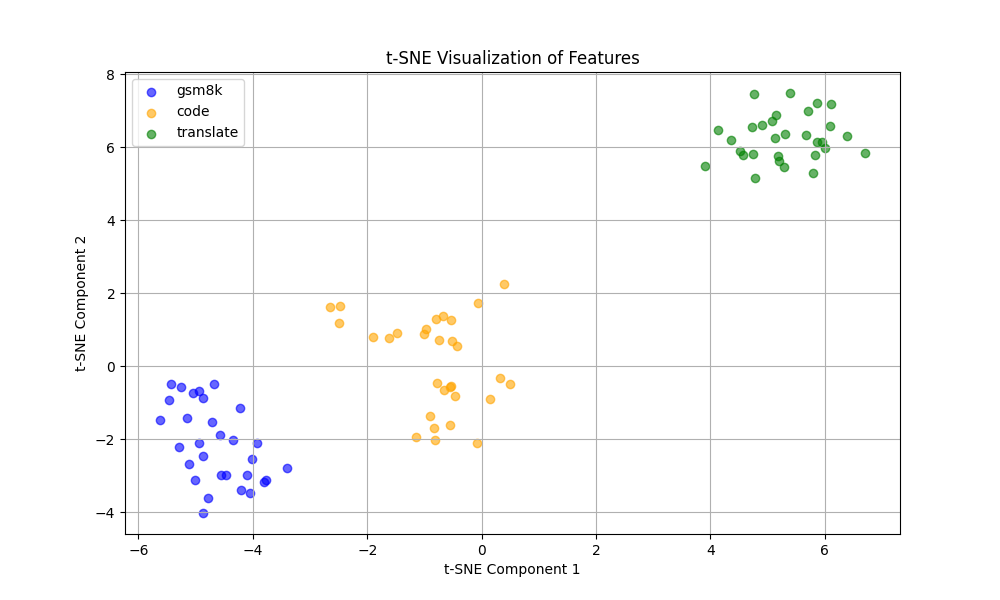 t-SNE Visualization of Features
gsm8k
code
translate
8
6
4
2
0
−2
−4
t-SNE Component 2
−6 −4 −2 0 2 4 6
t-SNE Component 1